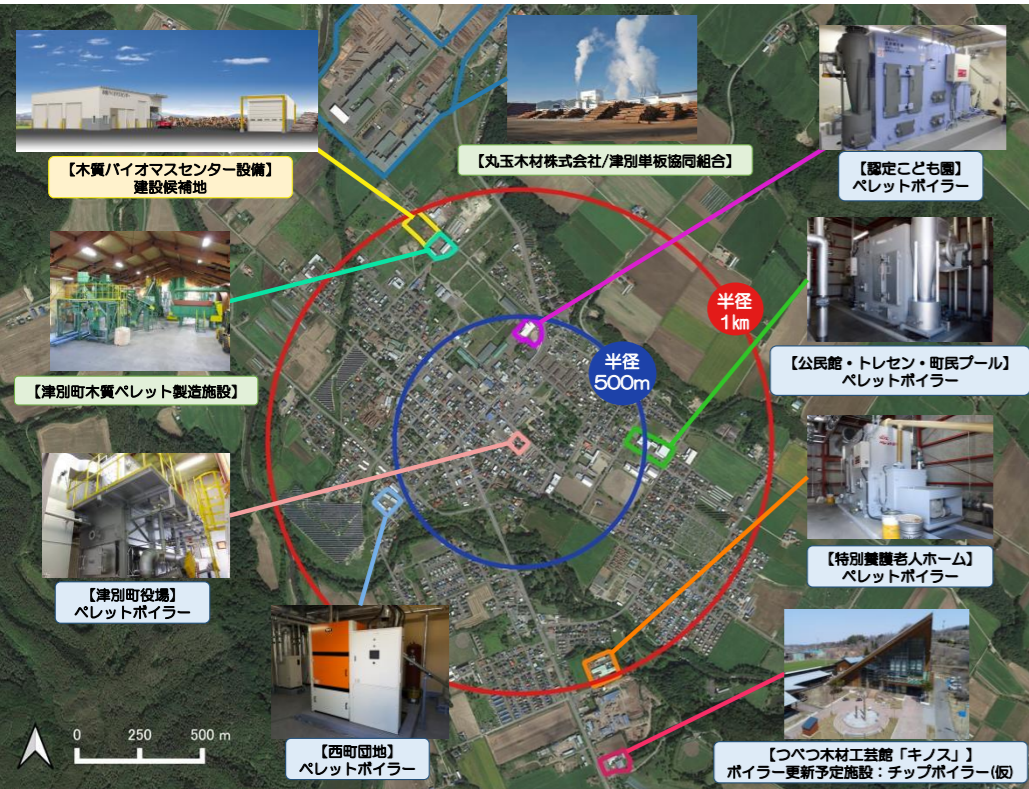 【木質バイオマスセンター設備】
建設候補地
【丸玉木材株式会社/津別単板協同組合】
【認定こども園】
ペレットボイラー
【津別町木質ペレット製造施設】
半径
1km
半径
500m
【公民館・トレセン・町民プール】
ペレットボイラー
【特別養護老人ホーム】
ペレットボイラー
【津別町役場】
ペレットボイラー
【西町団地】
ペレットボイラー
【つべつ木材工芸館「キノス」】
ボイラー更新予定施設：チップボイラー(仮)
0 250 500 m